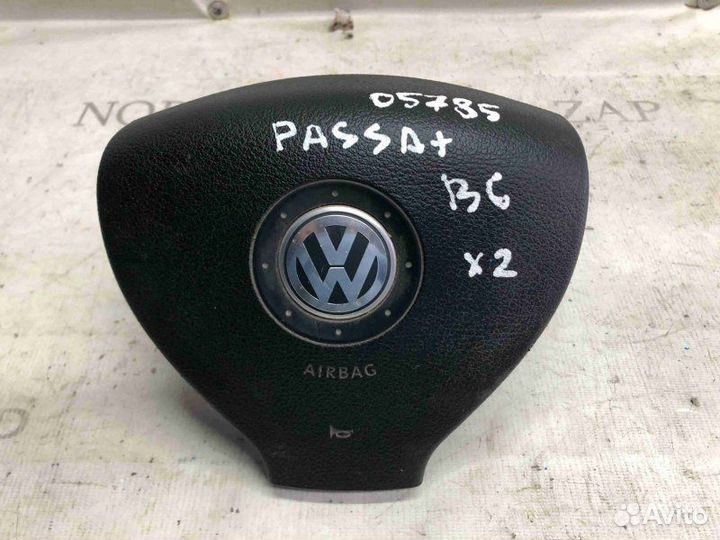 05785
PASSAT
B6
x2
VW
AIRBAG
Avito